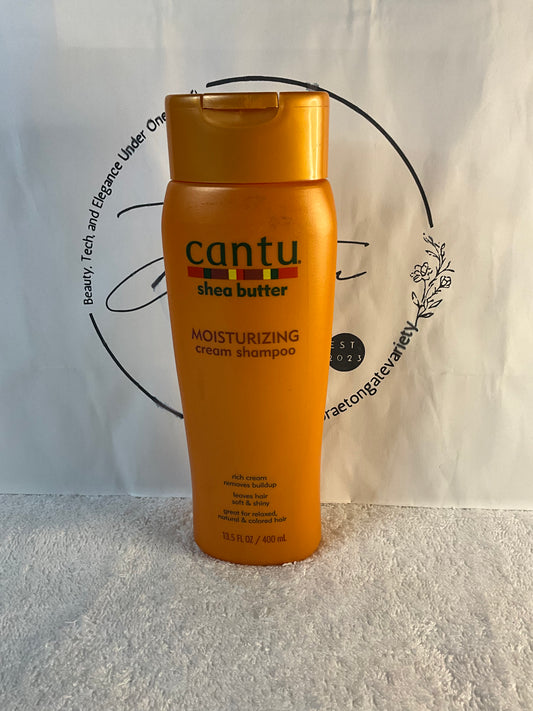 Beauty, Tech, and Elegance Under One
cantu
shea butter
MOISTURIZING
cream shampoo
EST
2023
raetongatevariety
rich cream
removes buildup
leaves hair
soft & shiny
great for relaxed,
natural & colored hair
13.5 FL OZ / 400 mL